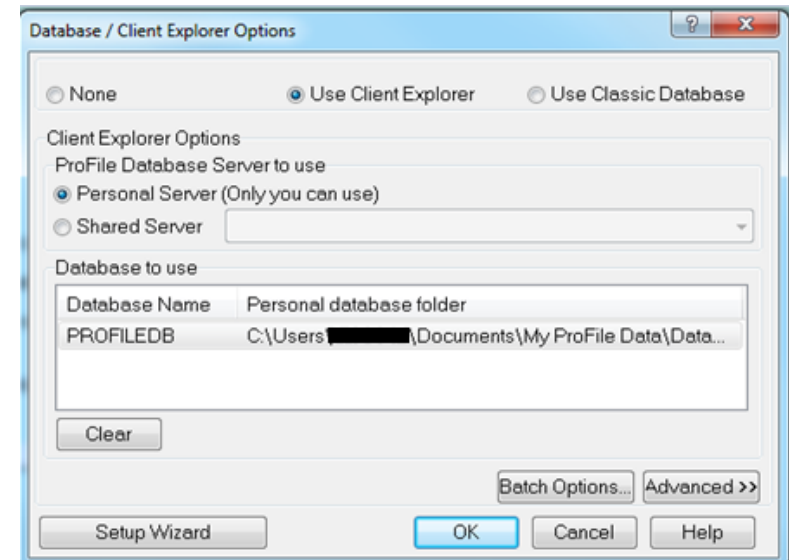 Database / Client Explorer Options
None Use Client Explorer Use Classic Database
Client Explorer Options
ProFile Database Server to use
Personal Server (Only you can use)
Shared Server
Database to use
Database Name Personal database folder
PROFILEDB C:\Users\ \Documents\My ProFile Data\Data...
Clear
Batch Options... Advanced >>
Setup Wizard OK Cancel Help